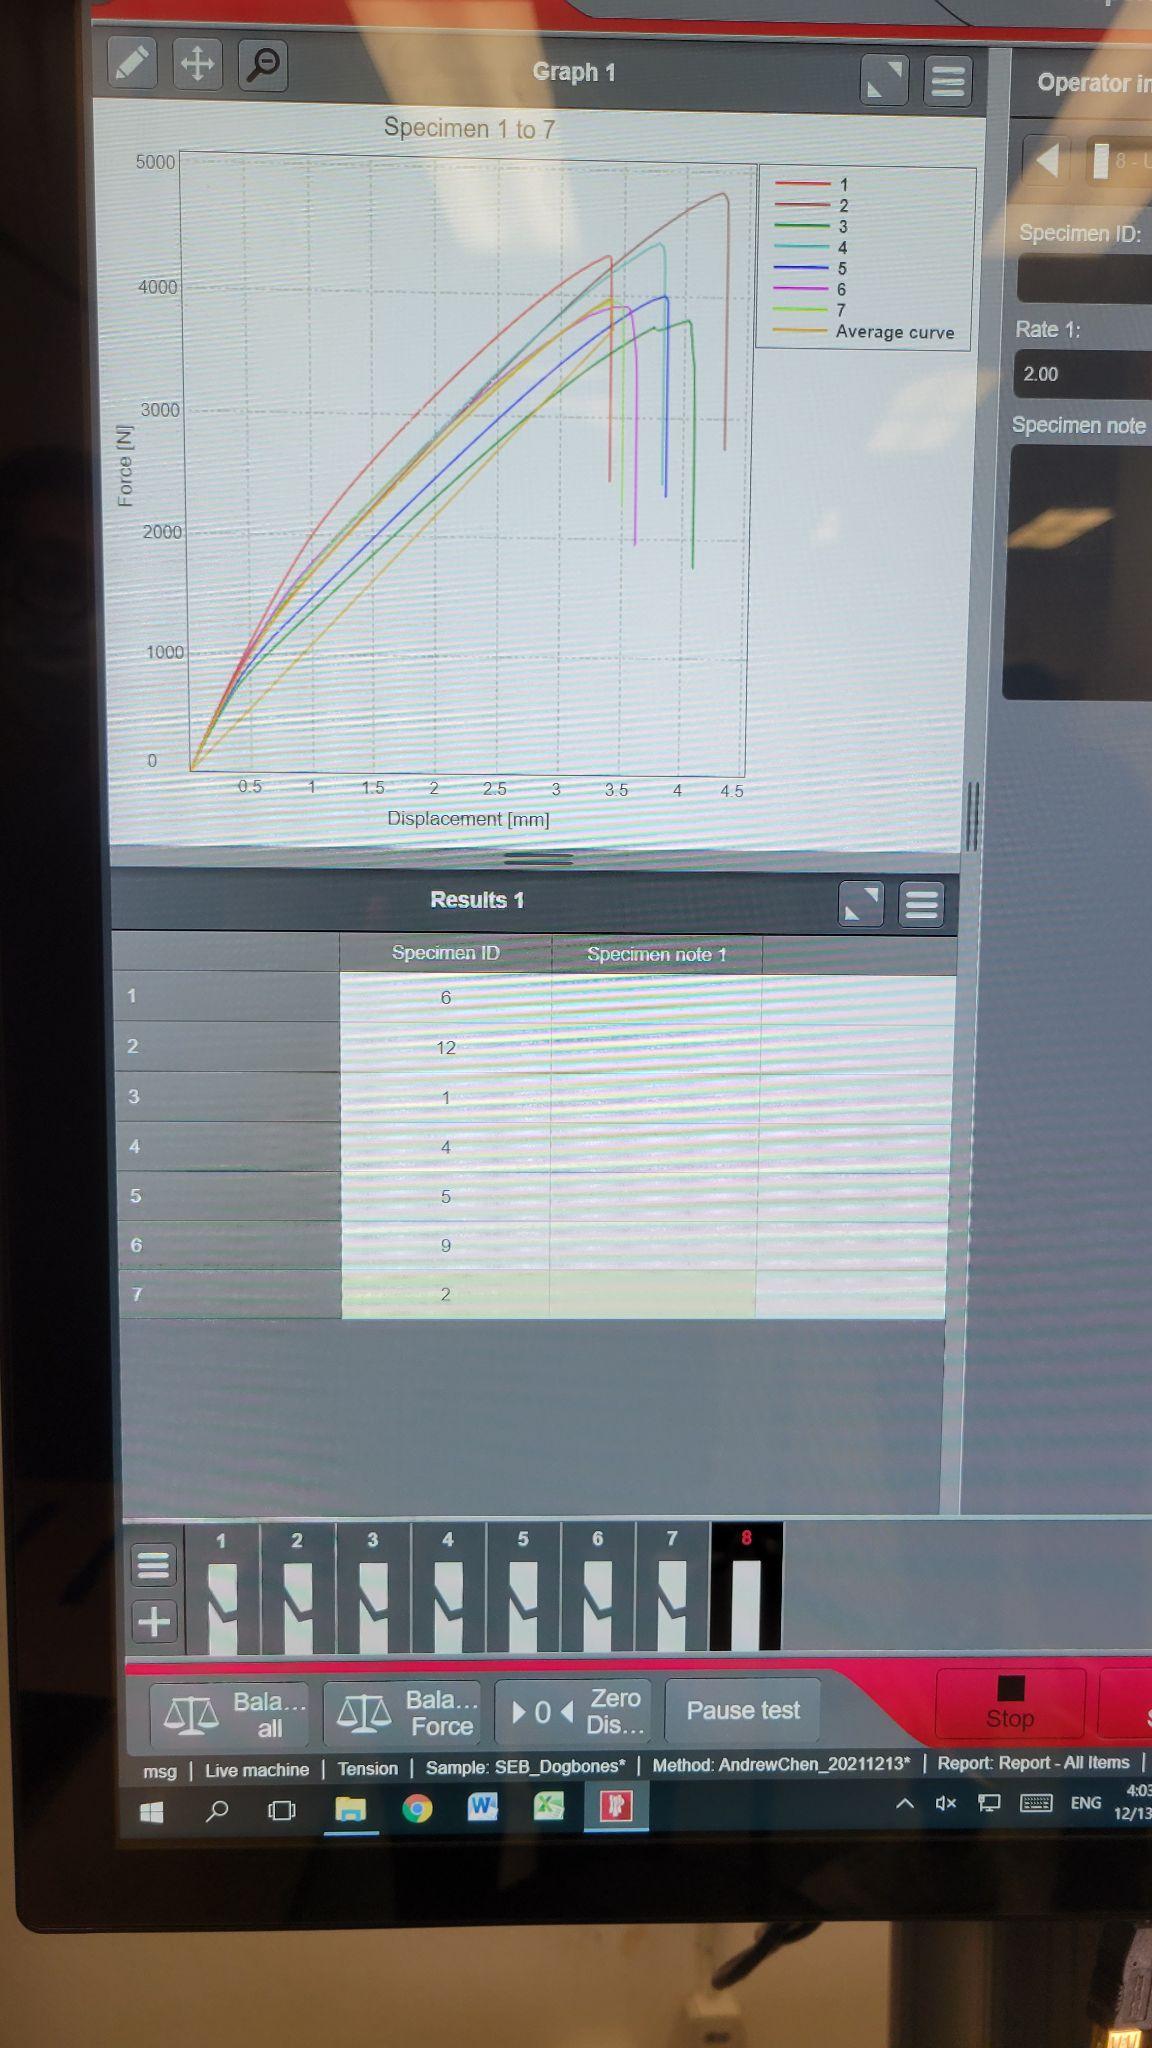 Graph 1
Operator in
Specimen 1 to 7
5000
4000
3000
2000
1000
0
Force [N]
0.5 1 1.5 2 2.5 3 3.5 4 4.5
Displacement [mm]
1
2
3
4
5
6
7
Average curve
8 - U
Specimen ID:
Rate 1:
2.00
Specimen note
Results 1
Specimen ID Specimen note 1
1 6
2 12
3 1
4 4
5 5
6 9
7 2
1 2 3 4 5 6 7 8
Bala... all
Bala... Force
0 Zero Dis...
Pause test
Stop
msg | Live machine | Tension | Sample: SEB_Dogbones* | Method: AndrewChen_20211213* | Report: Report - All Items |
ENG
4:03
12/13